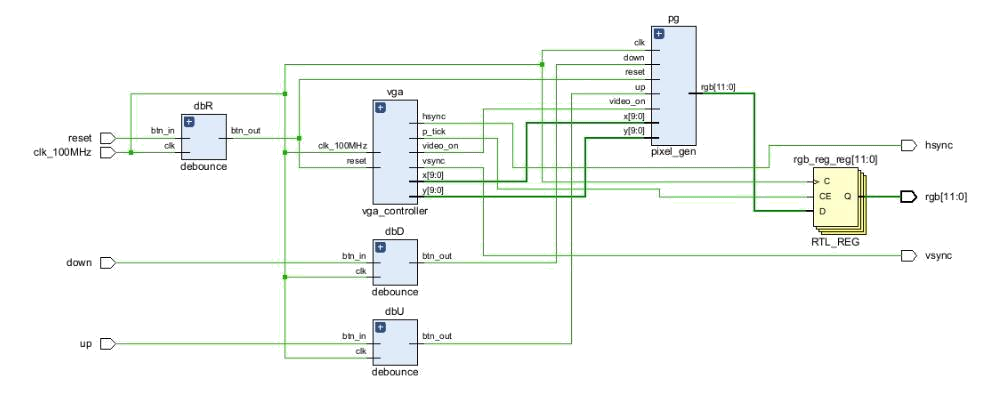 pg
clk
down
reset
up
video_on
x[9:0]
y[9:0]
rgb[11:0]
pixel_gen
dbR
reset
btn_in
btn_out
clk_100MHz
clk
debounce
vga
clk_100MHz
reset
hsync
p_tick
video_on
vsync
x[9:0]
y[9:0]
vga_controller
hsync
rgb_reg_reg[11:0]
C
CE
Q
D
RTL_REG
rgb[11:0]
vsync
dbD
down
btn_in
btn_out
clk
debounce
dbU
up
btn_in
btn_out
clk
debounce